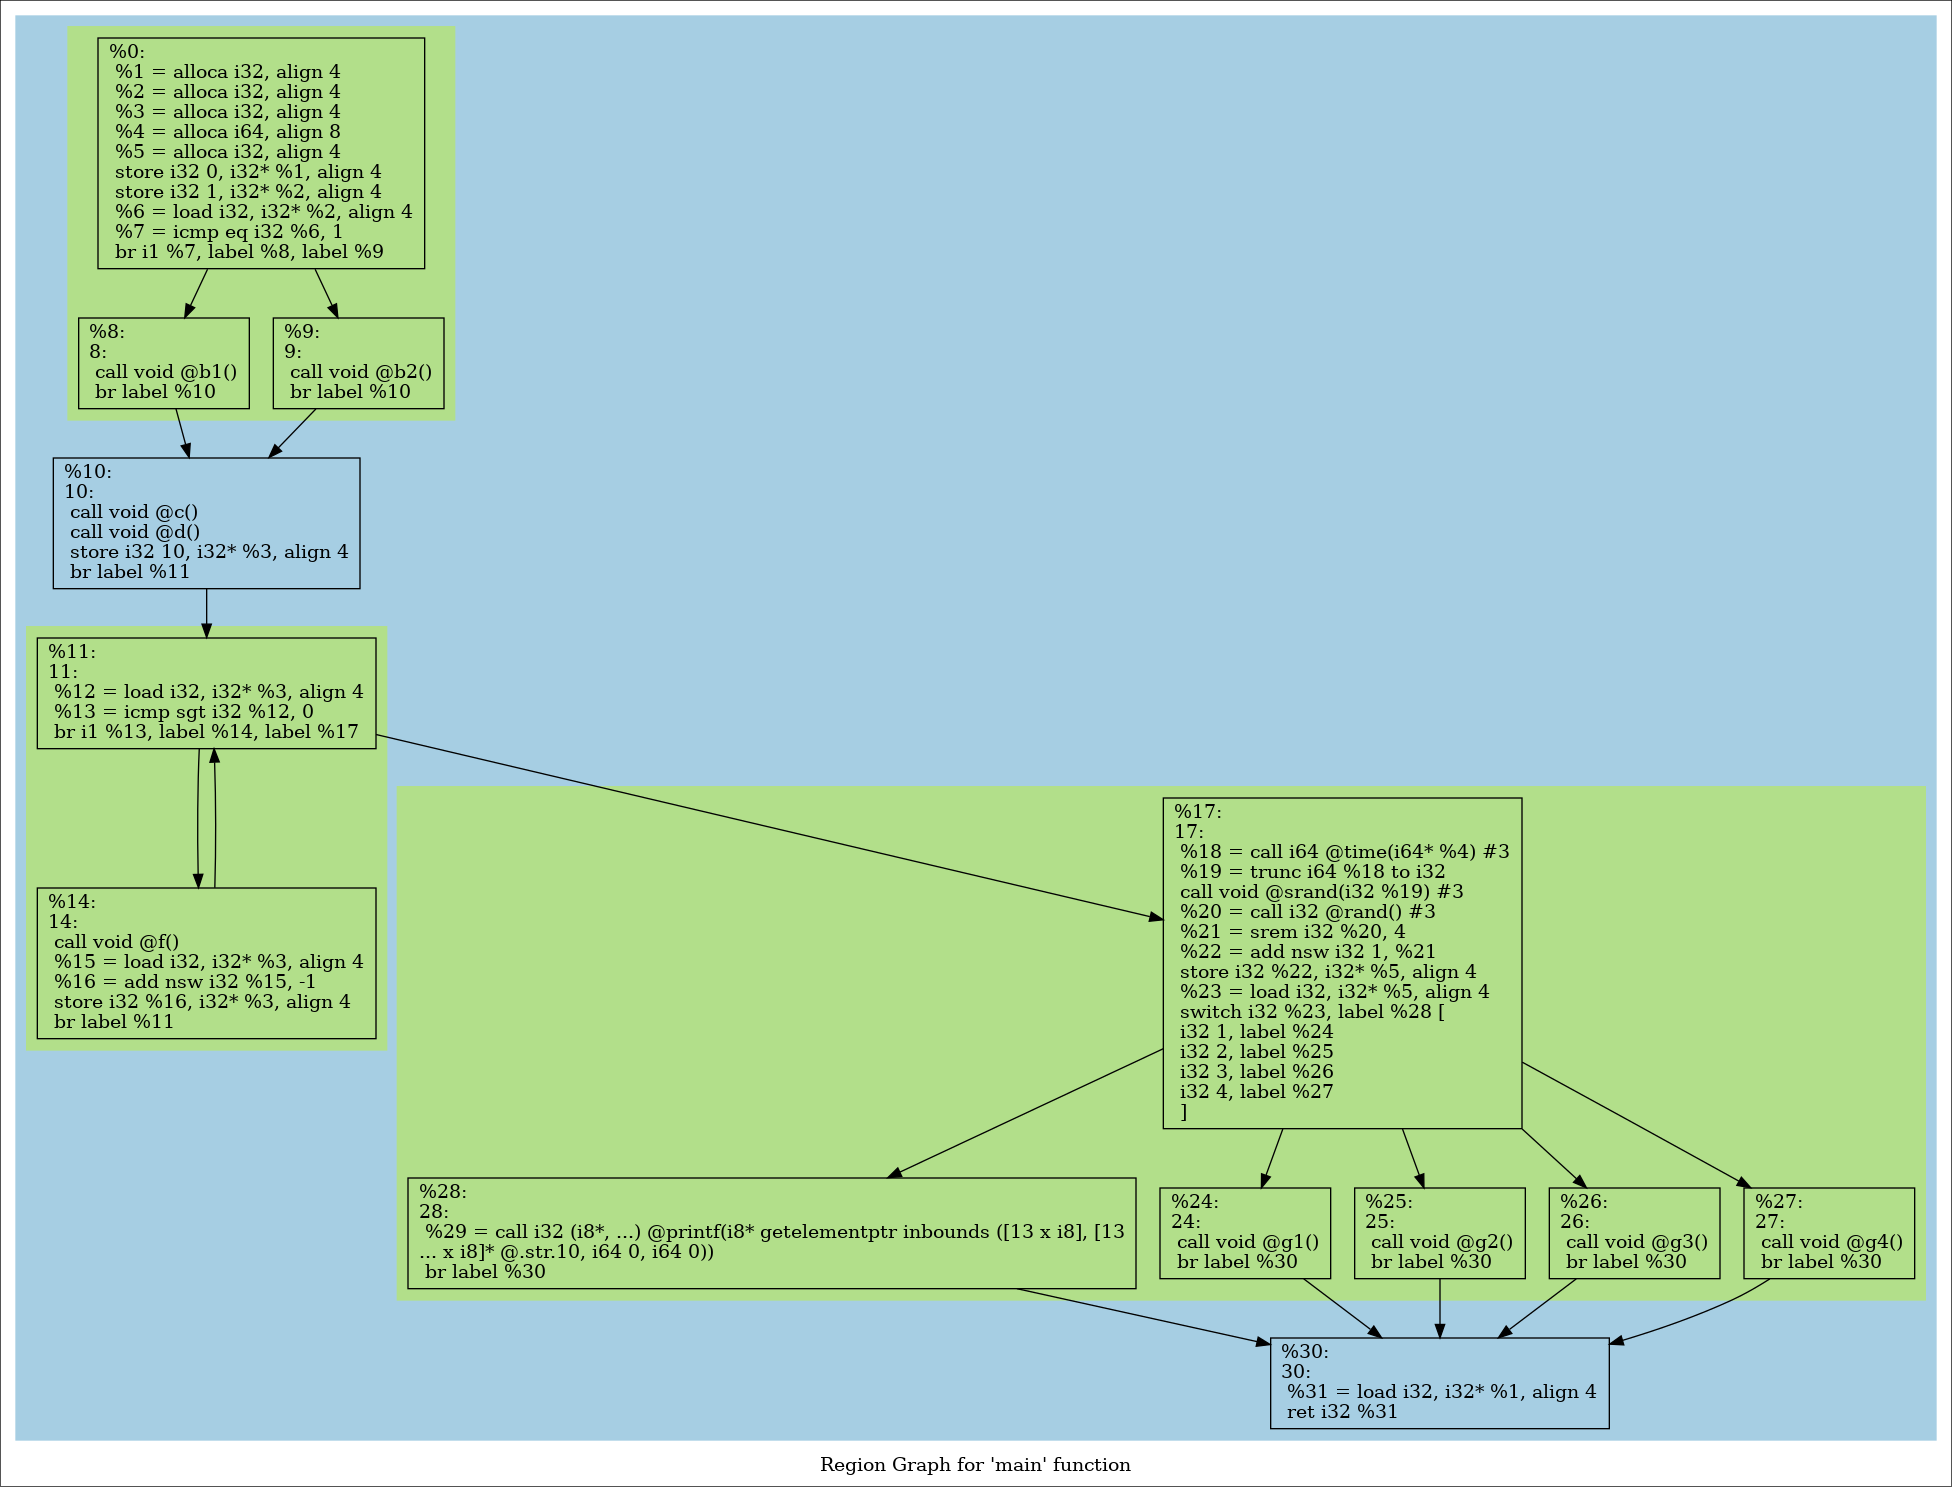 %0:
%1 = alloca i32, align 4
%2 = alloca i32, align 4
%3 = alloca i32, align 4
%4 = alloca i64, align 8
%5 = alloca i32, align 4
store i32 0, i32* %1, align 4
store i32 1, i32* %2, align 4
%6 = load i32, i32* %2, align 4
%7 = icmp eq i32 %6, 1
br i1 %7, label %8, label %9
%8:
8:
call void @b1()
br label %10
%9:
9:
call void @b2()
br label %10
%10:
10:
call void @c()
call void @d()
store i32 10, i32* %3, align 4
br label %11
%11:
11:
%12 = load i32, i32* %3, align 4
%13 = icmp sgt i32 %12, 0
br i1 %13, label %14, label %17
%14:
14:
call void @f()
%15 = load i32, i32* %3, align 4
%16 = add nsw i32 %15, -1
store i32 %16, i32* %3, align 4
br label %11
%17:
17:
%18 = call i64 @time(i64* %4) #3
%19 = trunc i64 %18 to i32
call void @srand(i32 %19) #3
%20 = call i32 @rand() #3
%21 = srem i32 %20, 4
%22 = add nsw i32 1, %21
store i32 %22, i32* %5, align 4
%23 = load i32, i32* %5, align 4
switch i32 %23, label %28 [
i32 1, label %24
i32 2, label %25
i32 3, label %26
i32 4, label %27
]
%28:
28:
%29 = call i32 (i8*, ...) @printf(i8* getelementptr inbounds ([13 x i8], [13
... x i8]* @.str.10, i64 0, i64 0))
br label %30
%24:
24:
call void @g1()
br label %30
%25:
25:
call void @g2()
br label %30
%26:
26:
call void @g3()
br label %30
%27:
27:
call void @g4()
br label %30
%30:
30:
%31 = load i32, i32* %1, align 4
ret i32 %31
Region Graph for 'main' function